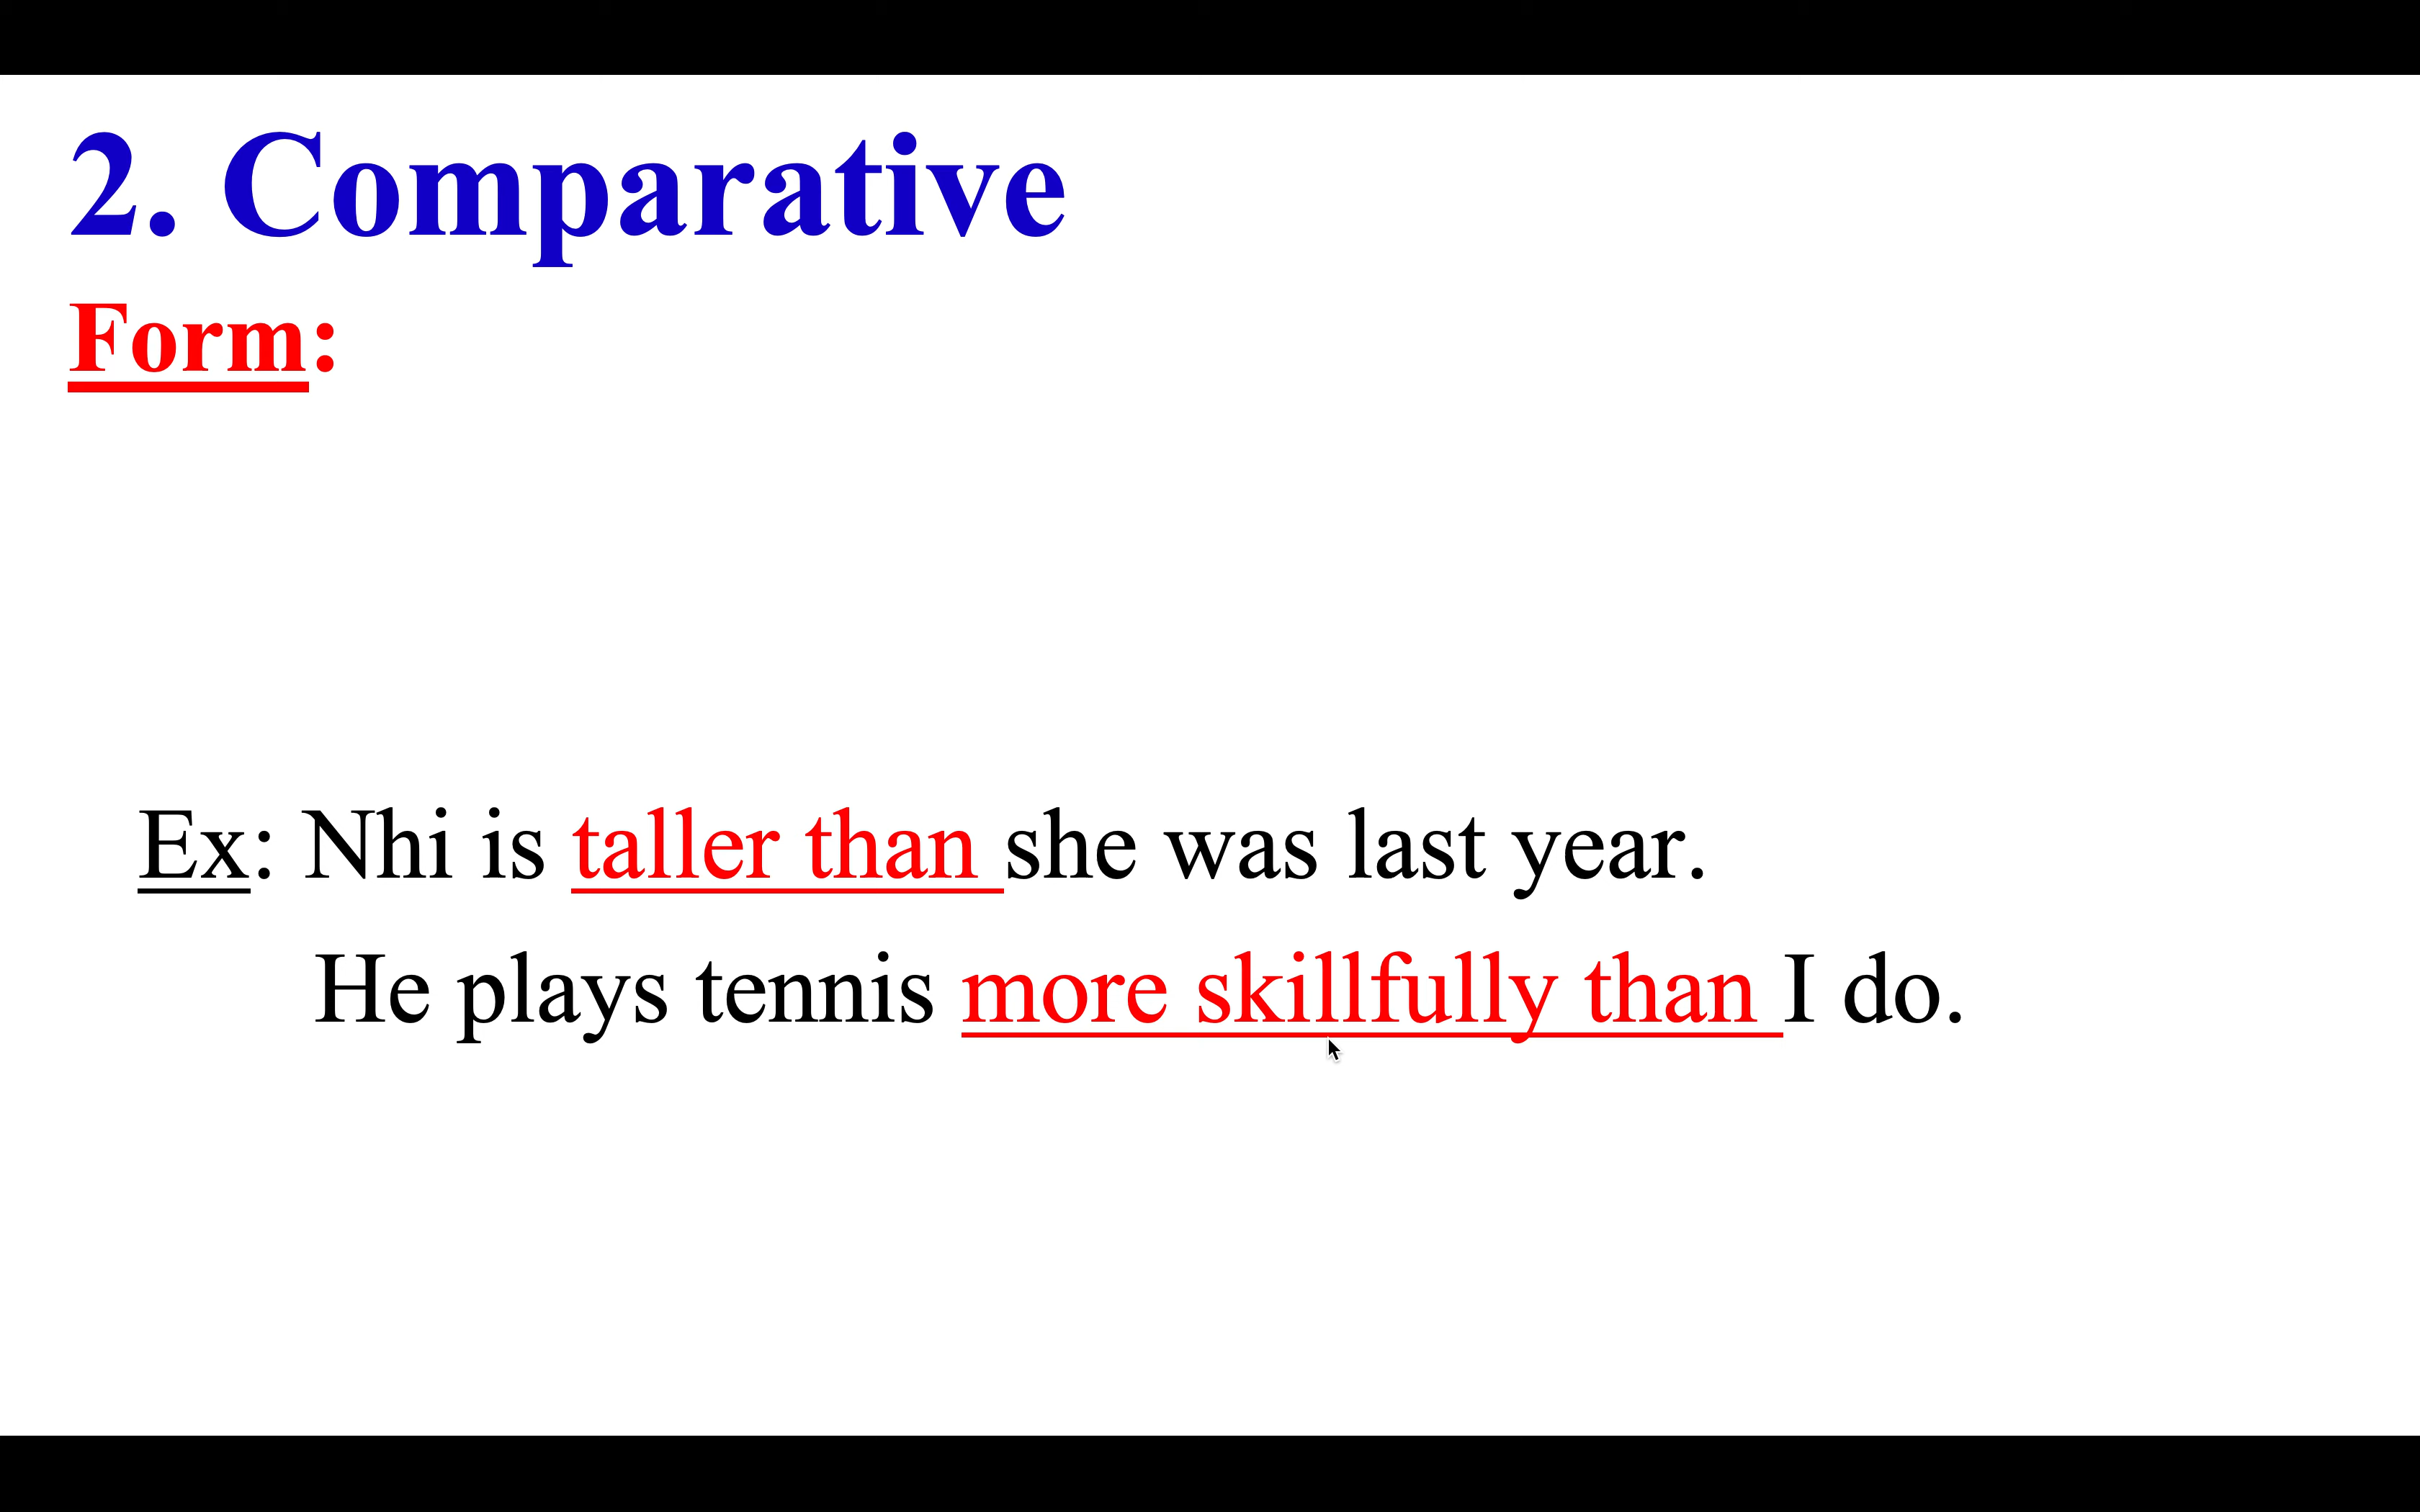 2. Comparative
Form:
Ex: Nhi is taller than she was last year.
He plays tennis more skillfully than I do.